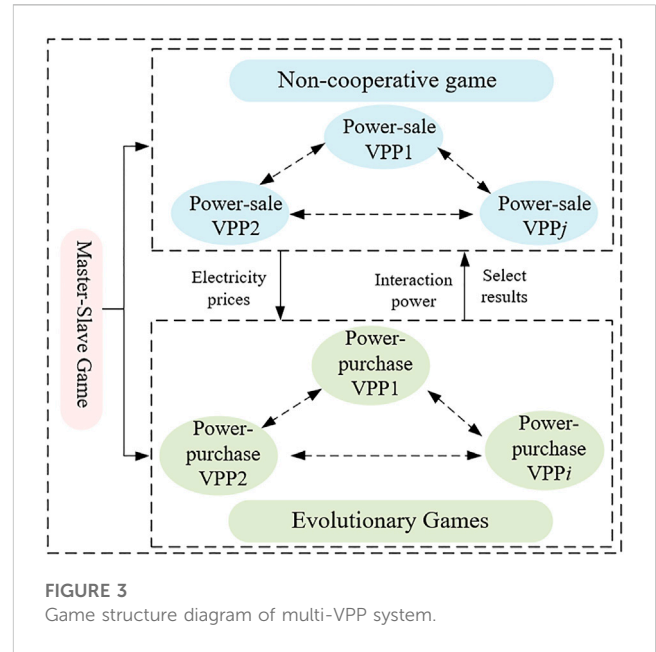 Non-cooperative game
Power-sale
VPP1
Power-sale
VPP2
Power-sale
VPPj
Master-Slave Game
Electricity
prices
Interaction
power
Select
results
Power-
purchase
VPP1
Power-
purchase
VPP2
Power-
purchase
VPPi
Evolutionary Games
FIGURE 3
Game structure diagram of multi-VPP system.